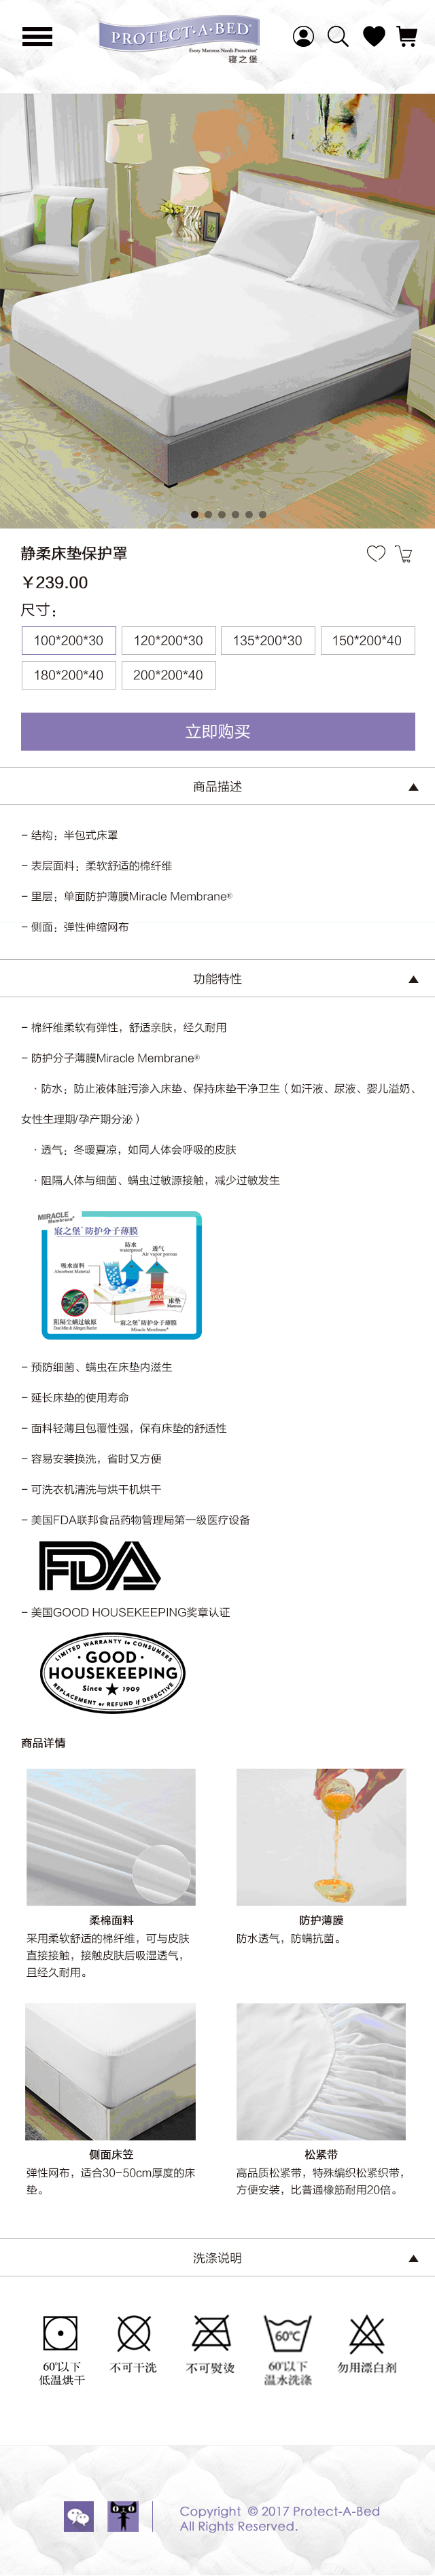 PROTECT·A·BED®
Every Mattress Needs Protection®
寝之堡
静柔床垫保护罩
￥239.00
尺寸：
100*200*30 120*200*30 135*200*30 150*200*40
180*200*40 200*200*40
立即购买
商品描述
- 结构：半包式床罩
- 表层面料：柔软舒适的棉纤维
- 里层：单面防护薄膜Miracle Membrane®
- 侧面：弹性伸缩网布
功能特性
- 棉纤维柔软有弹性，舒适亲肤，经久耐用
- 防护分子薄膜Miracle Membrane®
· 防水：防止液体脏污渗入床垫、保持床垫干净卫生（如汗液、尿液、婴儿溢奶、
女性生理期/孕产期分泌）
· 透气：冬暖夏凉，如同人体会呼吸的皮肤
· 阻隔人体与细菌、螨虫过敏源接触，减少过敏发生
MIRACLE
Membrane®
寝之堡®防护分子薄膜
防水
waterproof
透气
Air vapor porous
吸水面料
Absorbent Material
床垫
Mattress
阻隔尘螨过敏原
Dust Mite & Allergen Barrier
寝之堡®防护分子薄膜
Miracle Membrane®
- 预防细菌、螨虫在床垫内滋生
- 延长床垫的使用寿命
- 面料轻薄且包覆性强，保有床垫的舒适性
- 容易安装换洗，省时又方便
- 可洗衣机清洗与烘干机烘干
- 美国FDA联邦食品药物管理局第一级医疗设备
FDA
- 美国GOOD HOUSEKEEPING奖章认证
LIMITED WARRANTY to CONSUMERS
GOOD
HOUSEKEEPING
Since ★ 1909
REPLACEMENT or REFUND if DEFECTIVE
商品详情
柔棉面料
采用柔软舒适的棉纤维，可与皮肤
直接接触，接触皮肤后吸湿透气，
且经久耐用。
防护薄膜
防水透气，防螨抗菌。
侧面床笠
弹性网布，适合30-50cm厚度的床
垫。
松紧带
高品质松紧带，特殊编织松紧织带，
方便安装，比普通橡筋耐用20倍。
洗涤说明
60°以下
低温烘干
不可干洗
不可熨烫
60℃
60°以下
温水洗涤
勿用漂白剂
Copyright © 2017 Protect-A-Bed
All Rights Reserved.